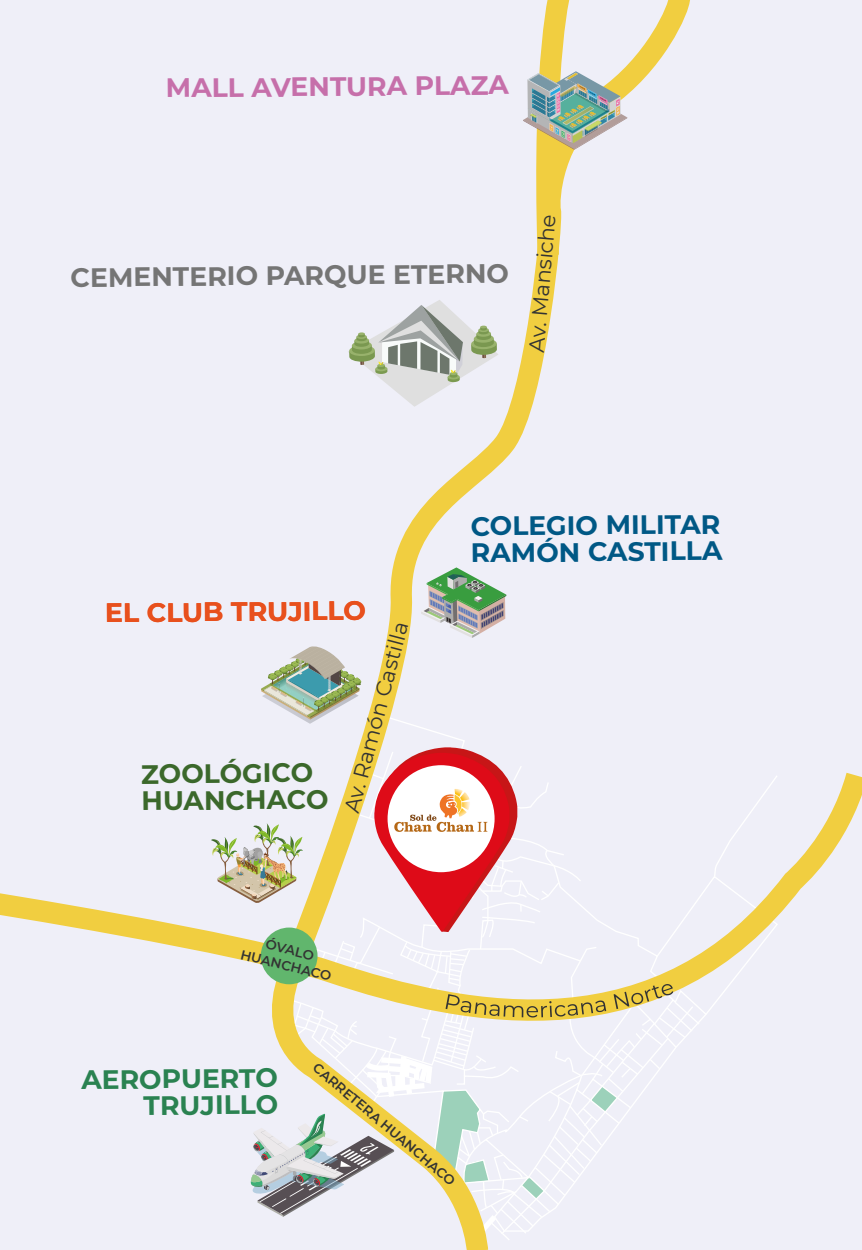 MALL AVENTURA PLAZA
CEMENTERIO PARQUE ETERNO
Av. Mansiche
COLEGIO MILITAR
RAMÓN CASTILLA
EL CLUB TRUJILLO
Av. Ramón Castilla
ZOOLÓGICO
HUANCHACO
Sol de
Chan Chan II
ÓVALO
HUANCHACO
Panamericana Norte
AEROPUERTO
TRUJILLO
CARRETERA HUANCHACO
12